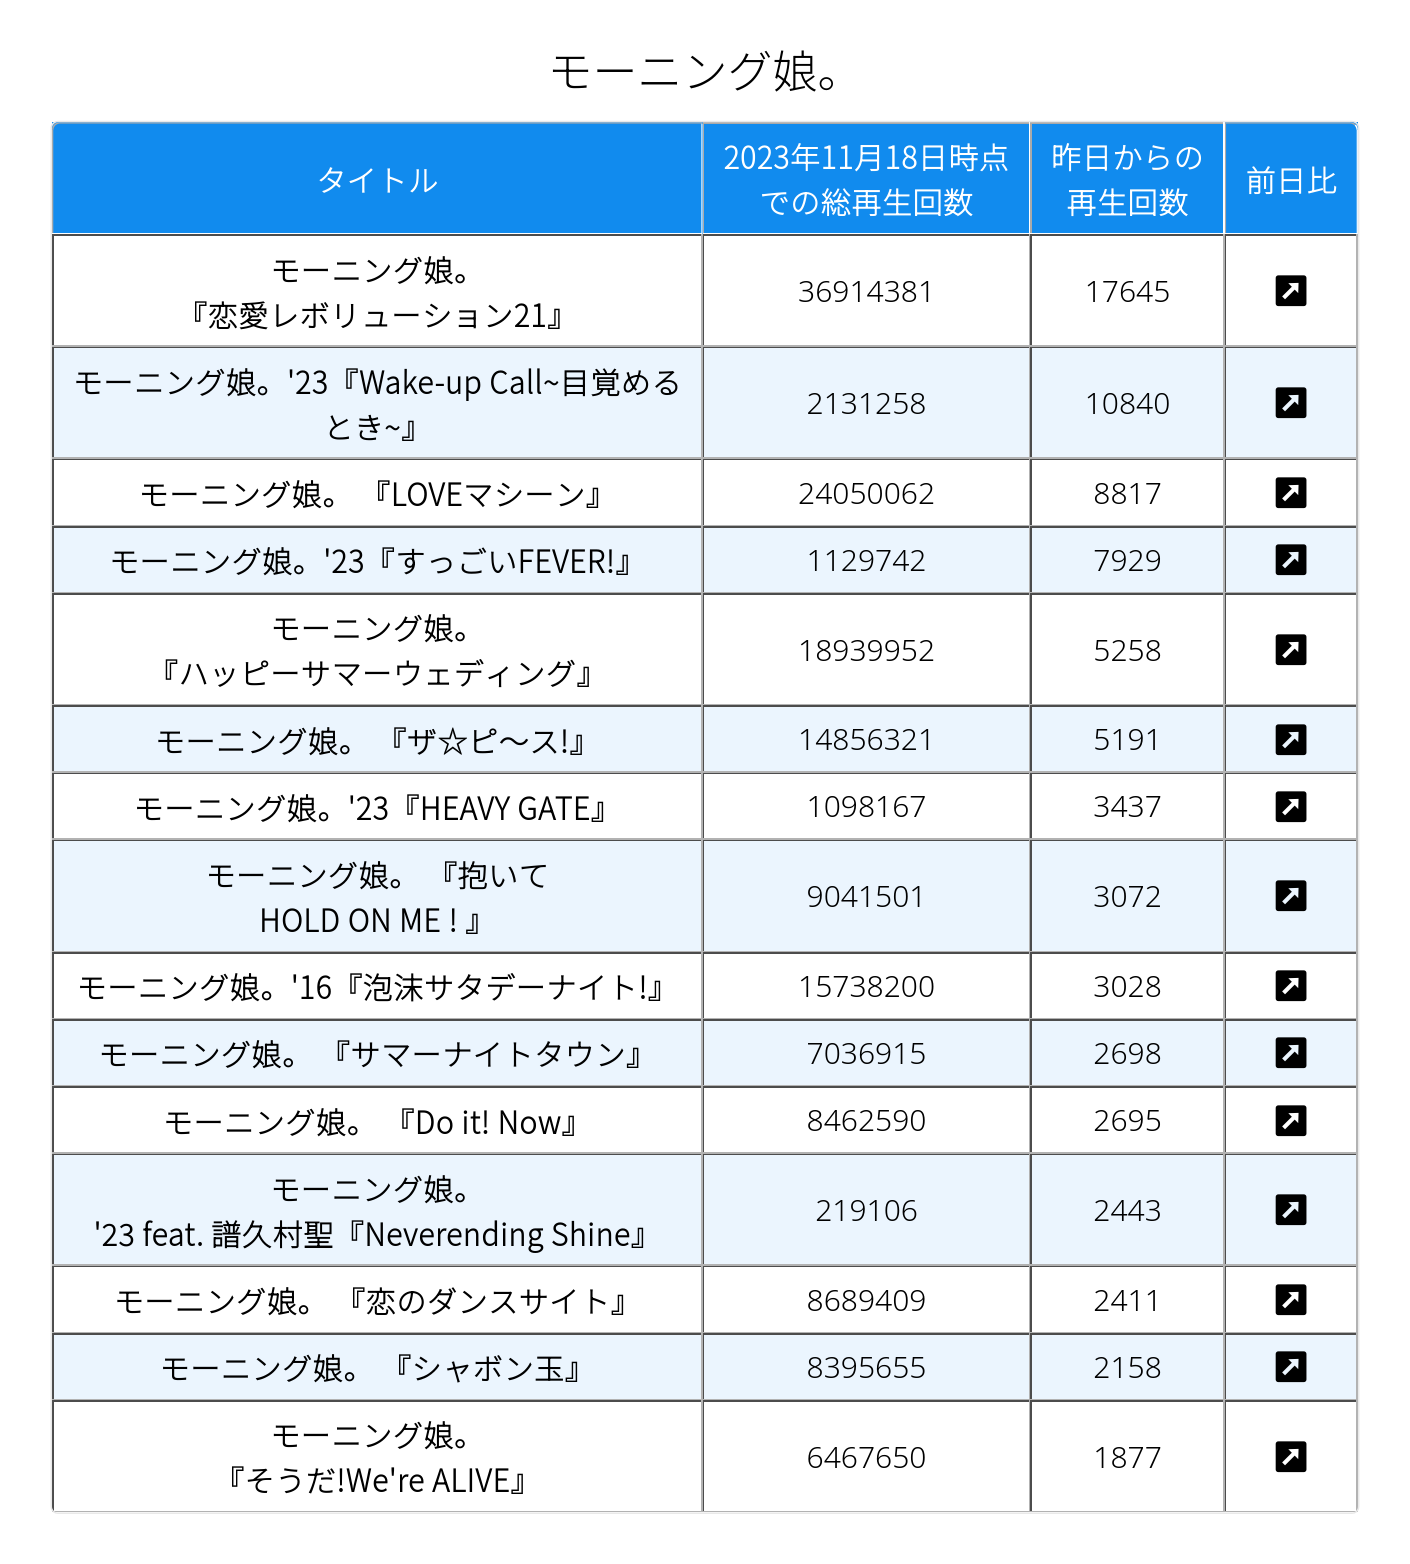 モーニング娘。
タイトル
2023年11月18日時点
での総再生回数
昨日からの
再生回数
前日比
モーニング娘。
『恋愛レボリューション21』
36914381
17645
モーニング娘。'23『Wake-up Call~目覚める
とき~』
2131258
10840
モーニング娘。 『LOVEマシーン』
24050062
8817
モーニング娘。'23『すっごいFEVER!』
1129742
7929
モーニング娘。
『ハッピーサマーウェディング』
18939952
5258
モーニング娘。 『ザ☆ピ〜ス!』
14856321
5191
モーニング娘。'23『HEAVY GATE』
1098167
3437
モーニング娘。 『抱いて
HOLD ON ME ! 』
9041501
3072
モーニング娘。'16『泡沫サタデーナイト!』
15738200
3028
モーニング娘。 『サマーナイトタウン』
7036915
2698
モーニング娘。 『Do it! Now』
8462590
2695
モーニング娘。
'23 feat. 譜久村聖『Neverending Shine』
219106
2443
モーニング娘。 『恋のダンスサイト』
8689409
2411
モーニング娘。 『シャボン玉』
8395655
2158
モーニング娘。
『そうだ!We're ALIVE』
6467650
1877